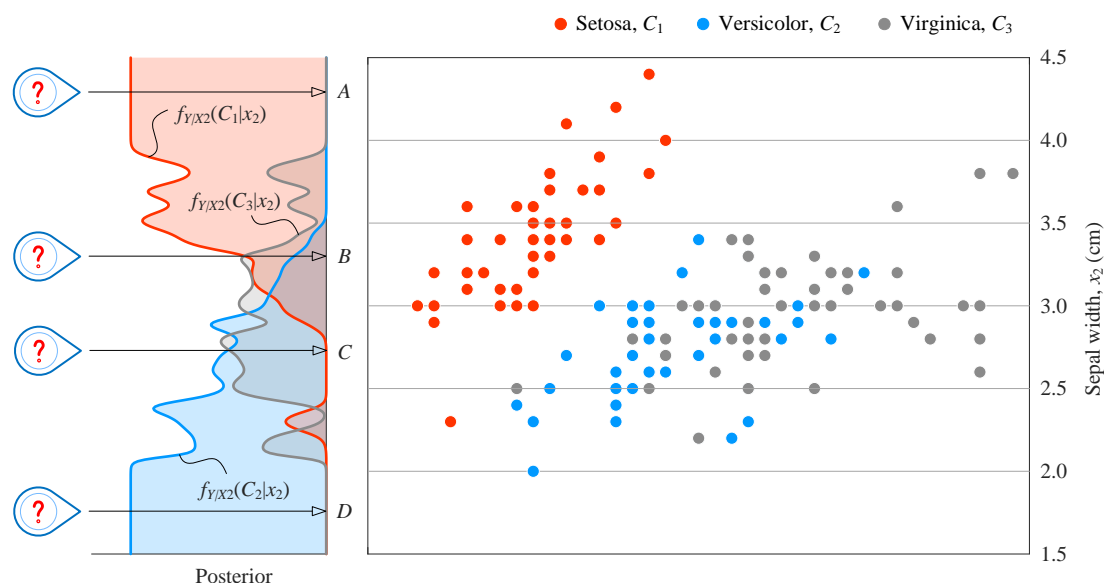 Setosa, C1 Versicolor, C2 Virginica, C3
4.5
? A
fY/X2(C1|x2)
4.0
fY/X2(C3|x2)
3.5
? B
Sepal width, x2 (cm)
3.0
? C
2.5
2.0
fY/X2(C2|x2)
? D
1.5
Posterior